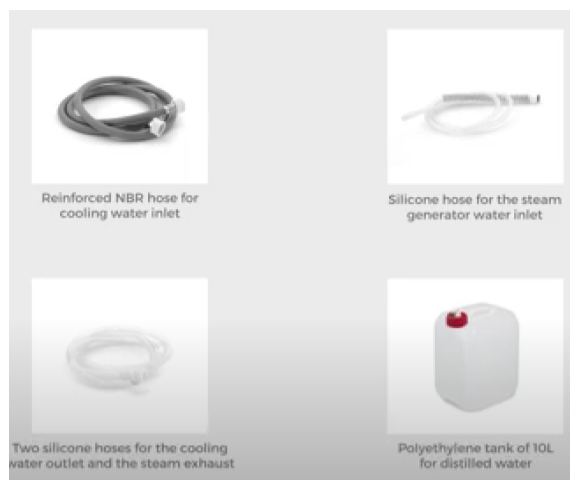 Reinforced NBR hose for
cooling water inlet
Silicone hose for the steam
generator water inlet
Two silicone hoses for the cooling
water outlet and the steam exhaust
Polyethylene tank of 10L
for distilled water